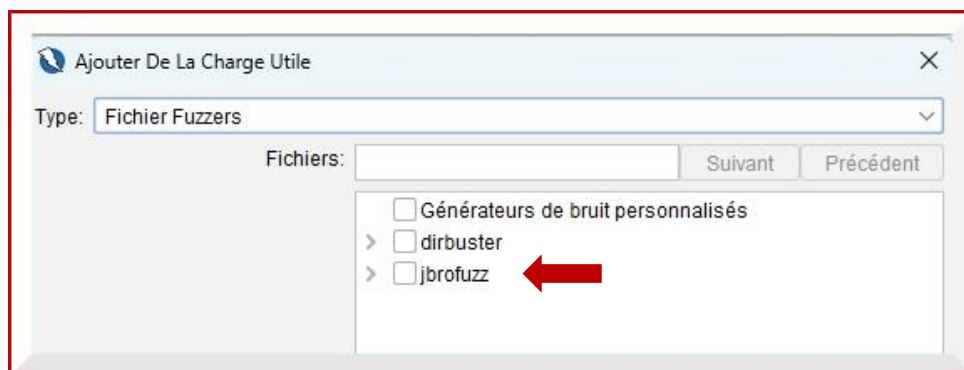 Ajouter De La Charge Utile
Type: Fichier Fuzzers
Fichiers: Suivant Précédent
Générateurs de bruit personnalisés
dirbuster
jbrofuzz